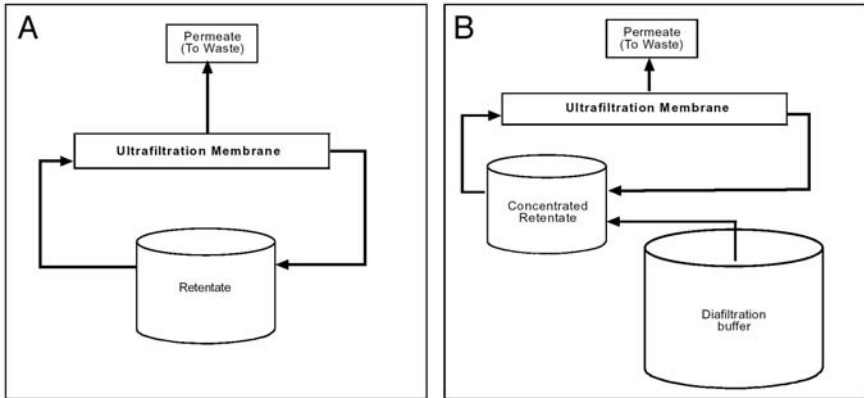 A
Permeate
(To Waste)
Ultrafiltration Membrane
Retentate
B
Permeate
(To Waste)
Ultrafiltration Membrane
Concentrated
Retentate
Diafiltration
buffer